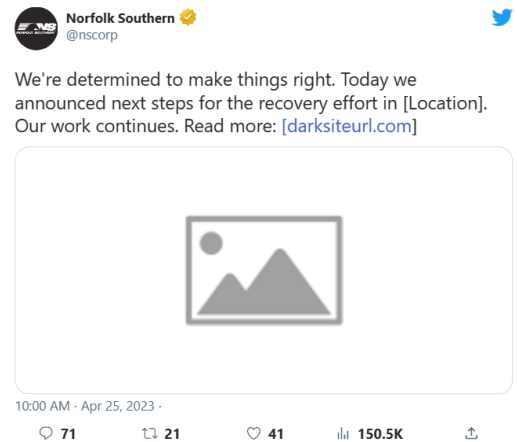 Norfolk Southern
@nscorp
We're determined to make things right. Today we
announced next steps for the recovery effort in [Location].
Our work continues. Read more: [darksiteurl.com]
10:00 AM · Apr 25, 2023 ·
71 21 41 150.5K